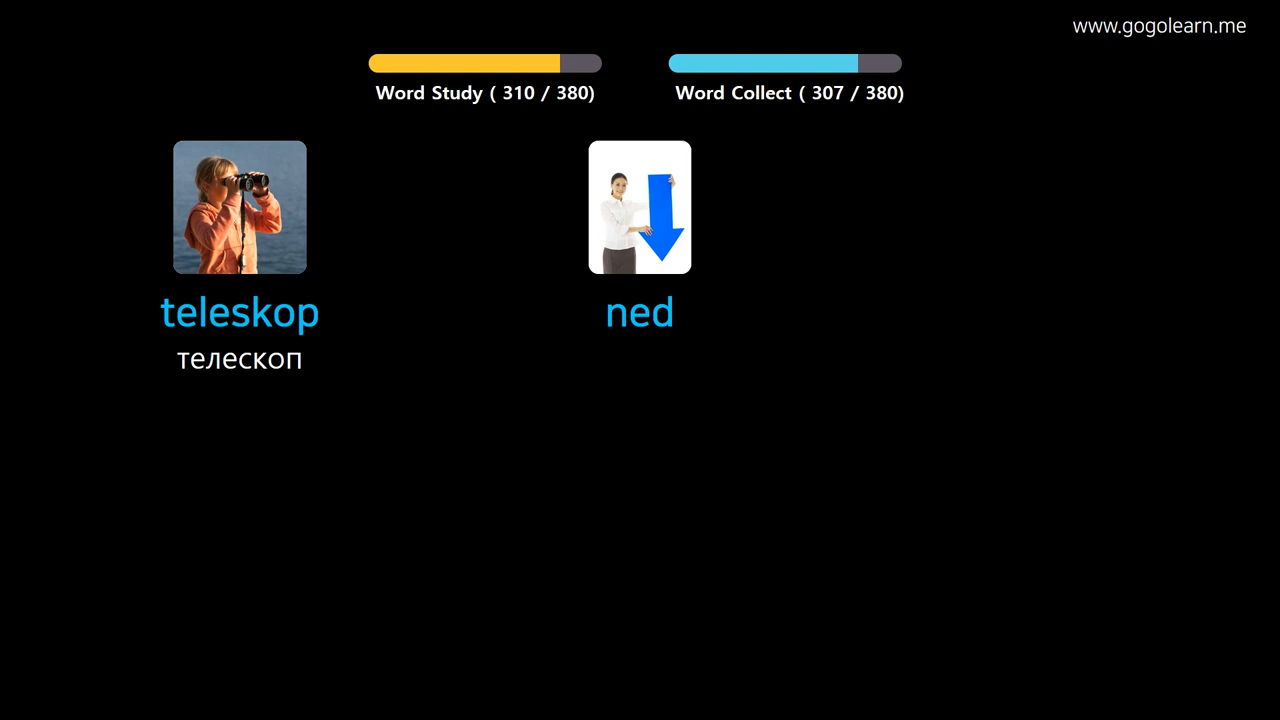 www.gogolearn.me
Word Study ( 310 / 380)
Word Collect ( 307 / 380)
teleskop
телескоп
ned